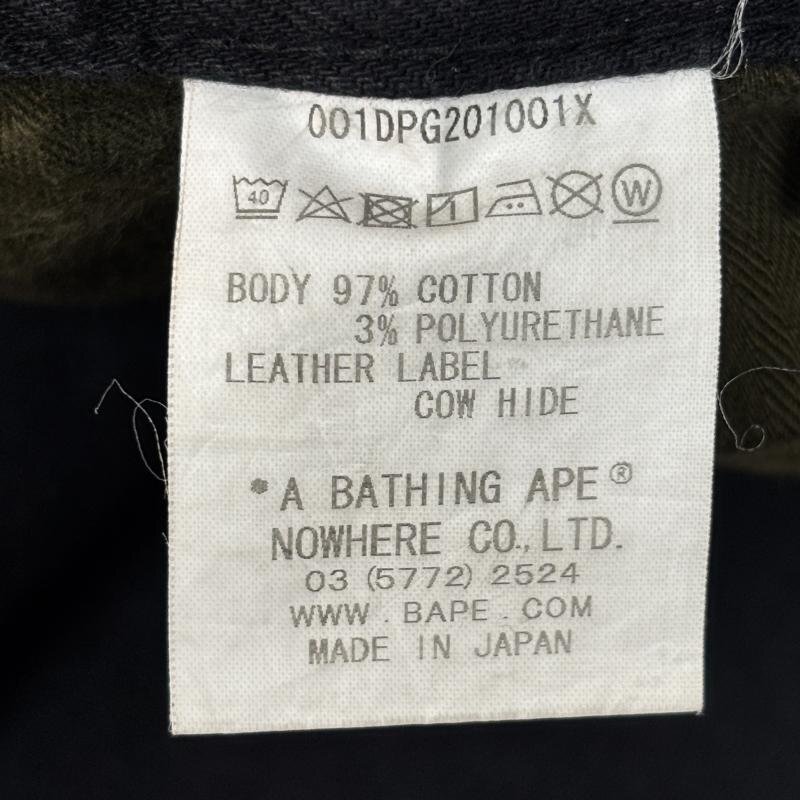 001DPG201001X
40
W
BODY 97% COTTON
3% POLYURETHANE
LEATHER LABEL
COW HIDE
* A BATHING APE ®
NOWHERE CO., LTD.
03 (5772) 2524
WWW . BAPE . COM
MADE IN JAPAN